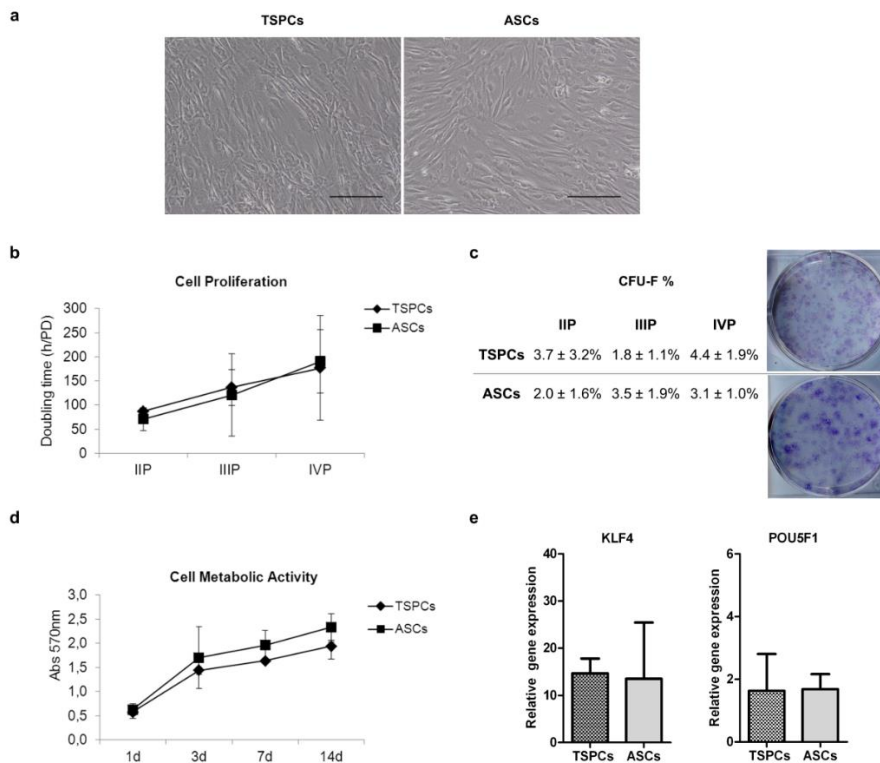 a
TSPCs ASCs
b
Cell Proliferation
TSPCs
ASCs
Doubling time (h/PD)
300
250
200
150
100
50
0
IIP IIIP IVP
c
CFU-F %
IIP IIIP IVP
TSPCs 3.7 ± 3.2% 1.8 ± 1.1% 4.4 ± 1.9%
ASCs 2.0 ± 1.6% 3.5 ± 1.9% 3.1 ± 1.0%
d
Cell Metabolic Activity
TSPCs
ASCs
Abs 570nm
3,0
2,5
2,0
1,5
1,0
0,5
0,0
1d 3d 7d 14d
e
KLF4
Relative gene expression
40
30
20
10
0
TSPCs ASCs
POU5F1
Relative gene expression
6
4
2
0
TSPCs ASCs